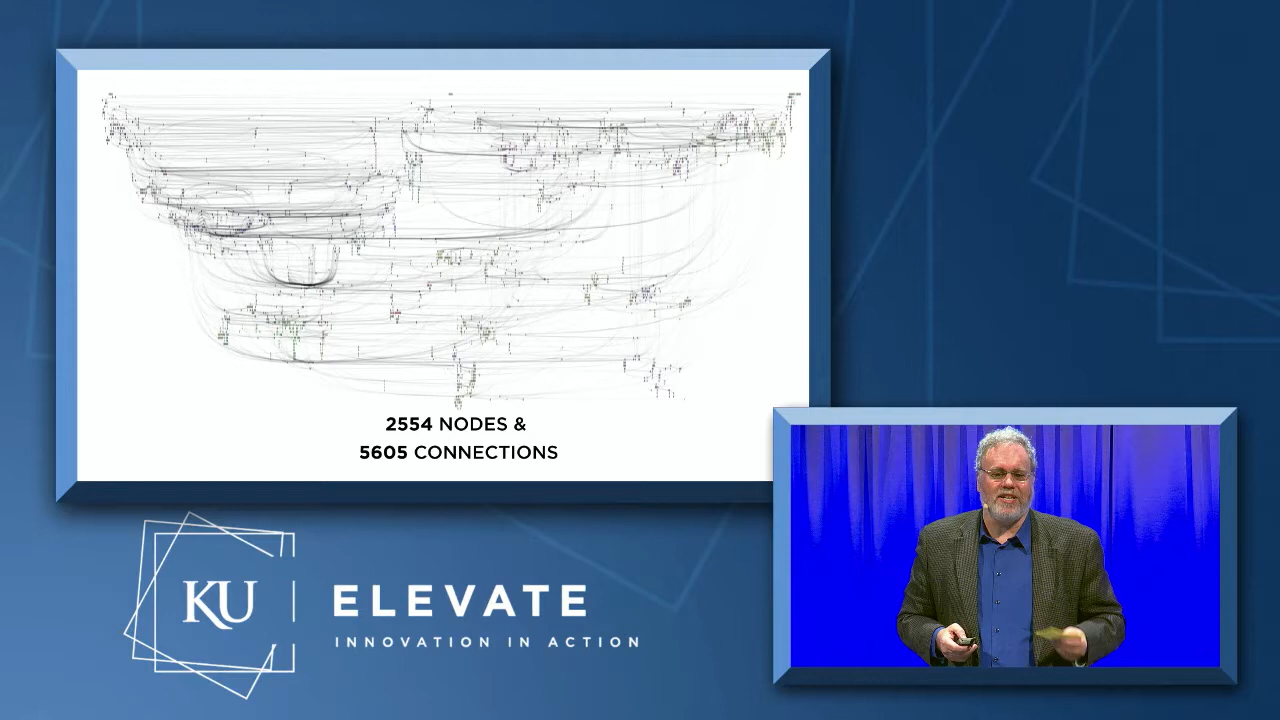 2554 NODES &
5605 CONNECTIONS
KU
ELEVATE
INNOVATION IN ACTION